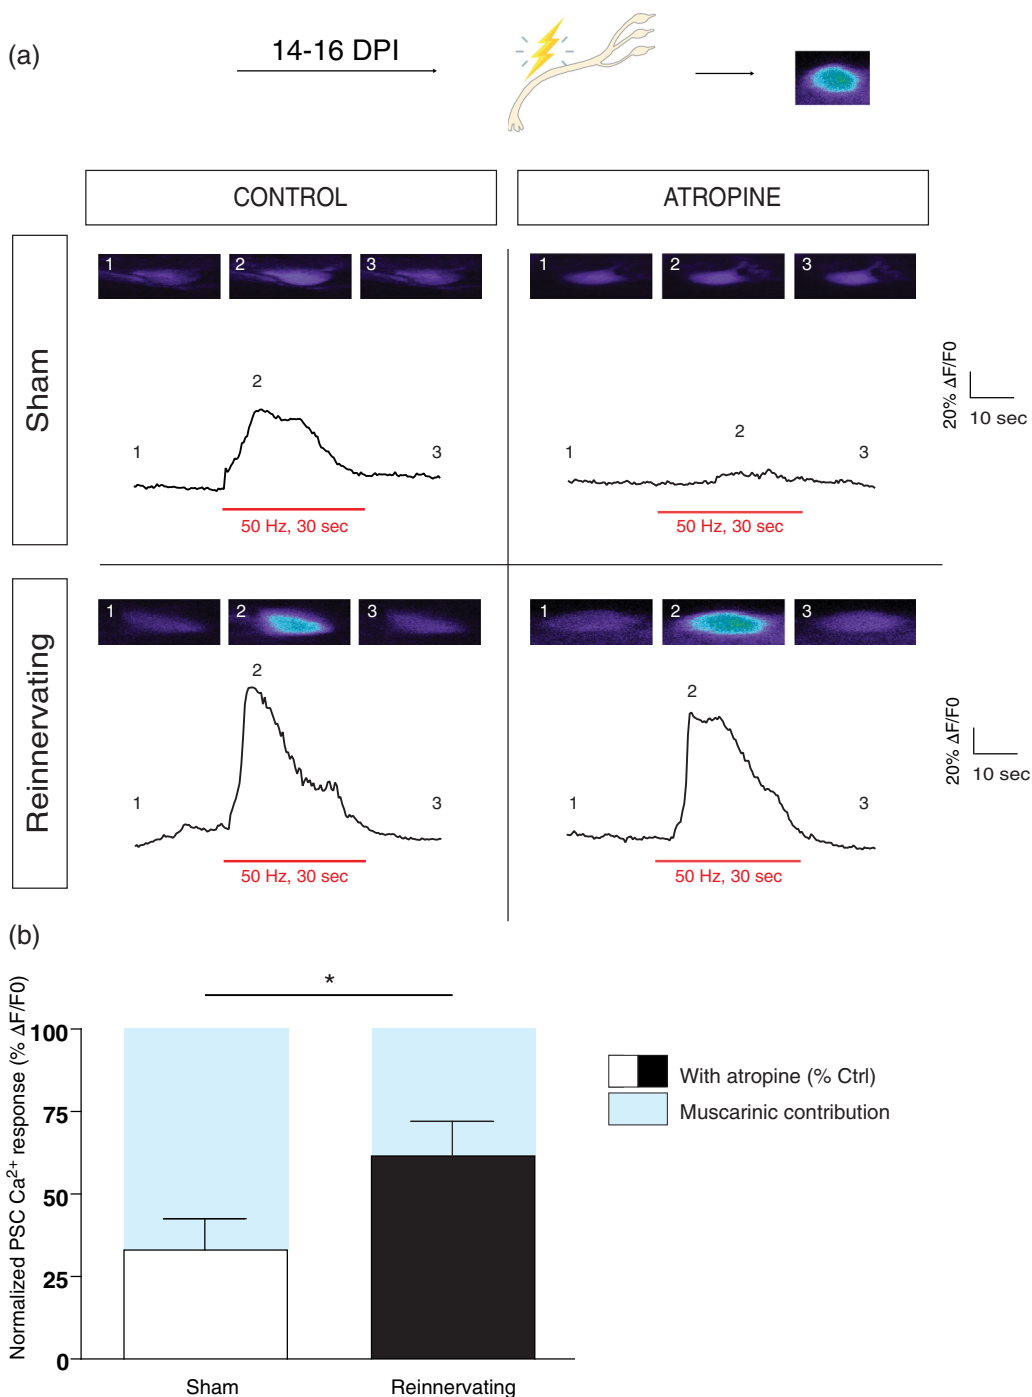 (a)
14-16 DPI
CONTROL
ATROPINE
Sham
1
2
3
1
2
3
2
1
3
50 Hz, 30 sec
2
1
3
50 Hz, 30 sec
20% ΔF/F0
10 sec
Reinnervating
1
2
3
1
2
3
2
1
3
50 Hz, 30 sec
2
1
3
50 Hz, 30 sec
20% ΔF/F0
10 sec
(b)
*
Normalized PSC Ca²⁺ response (% ΔF/F0)
100
75
50
25
0
Sham
Reinnervating
With atropine (% Ctrl)
Muscarinic contribution